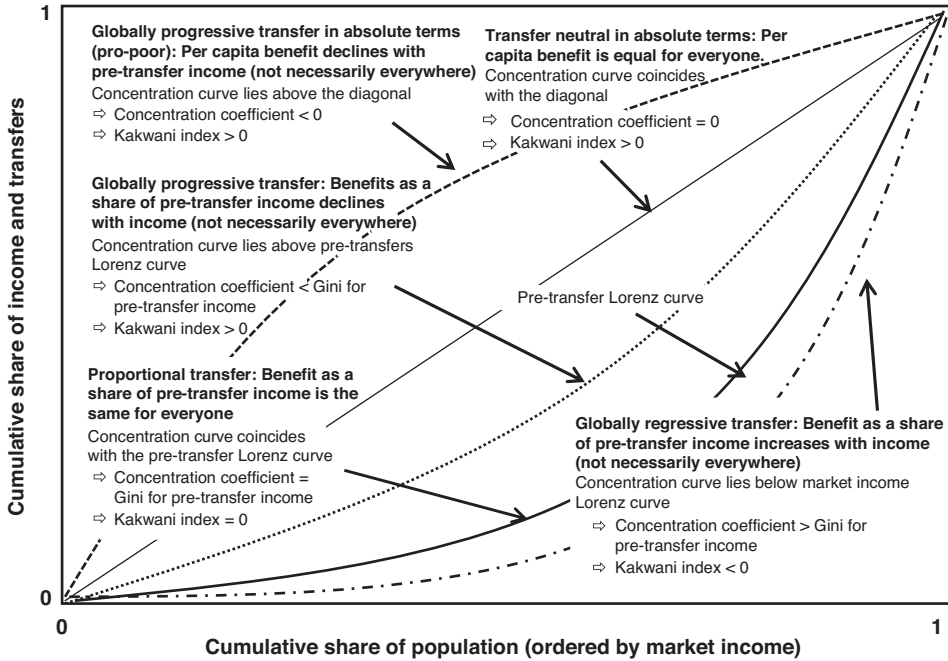 1
Globally progressive transfer in absolute terms
(pro-poor): Per capita benefit declines with
pre-transfer income (not necessarily everywhere)
Concentration curve lies above the diagonal
⇨ Concentration coefficient < 0
⇨ Kakwani index > 0
Transfer neutral in absolute terms: Per
capita benefit is equal for everyone.
Concentration curve coincides
with the diagonal
⇨ Concentration coefficient = 0
⇨ Kakwani index > 0
Globally progressive transfer: Benefits as a
share of pre-transfer income declines
with income (not necessarily everywhere)
Concentration curve lies above pre-transfers
Lorenz curve
⇨ Concentration coefficient < Gini for
pre-transfer income
⇨ Kakwani index > 0
Pre-transfer Lorenz curve
Proportional transfer: Benefit as a
share of pre-transfer income is the
same for everyone
Concentration curve coincides
with the pre-transfer Lorenz curve
⇨ Concentration coefficient =
Gini for pre-transfer income
⇨ Kakwani index = 0
Globally regressive transfer: Benefit as a share
of pre-transfer income increases with income
(not necessarily everywhere)
Concentration curve lies below market income
Lorenz curve
⇨ Concentration coefficient > Gini for
pre-transfer income
⇨ Kakwani index < 0
Cumulative share of income and transfers
0
0
1
Cumulative share of population (ordered by market income)